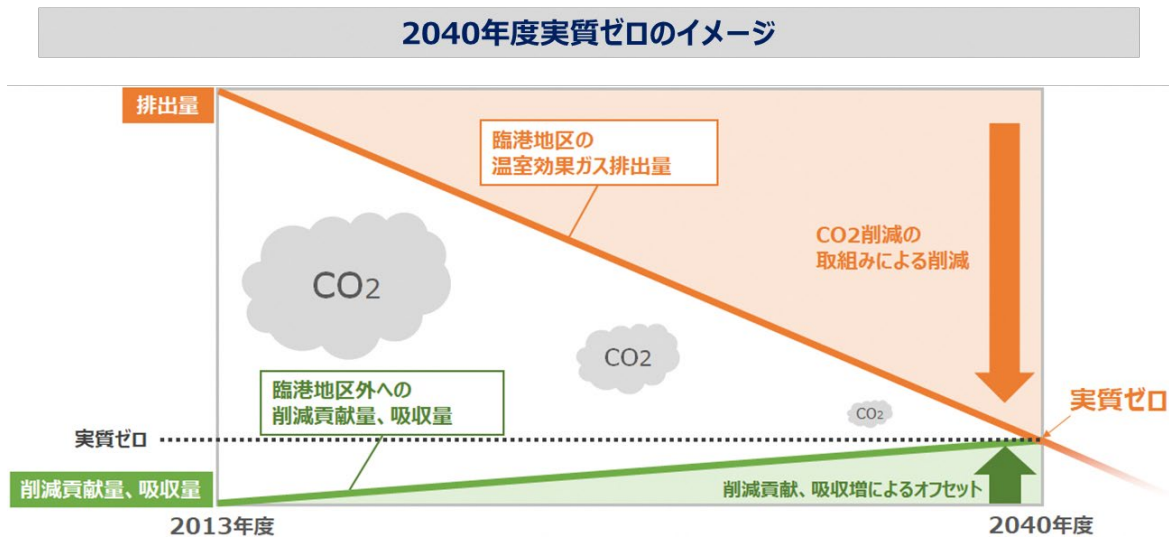 2040年度実質ゼロのイメージ
排出量
臨港地区の
温室効果ガス排出量
CO2削減の
取組みによる削減
CO2
CO2
CO2
臨港地区外への
削減貢献量、吸収量
実質ゼロ
実質ゼロ
削減貢献量、吸収量
削減貢献、吸収増によるオフセット
2013年度
2040年度